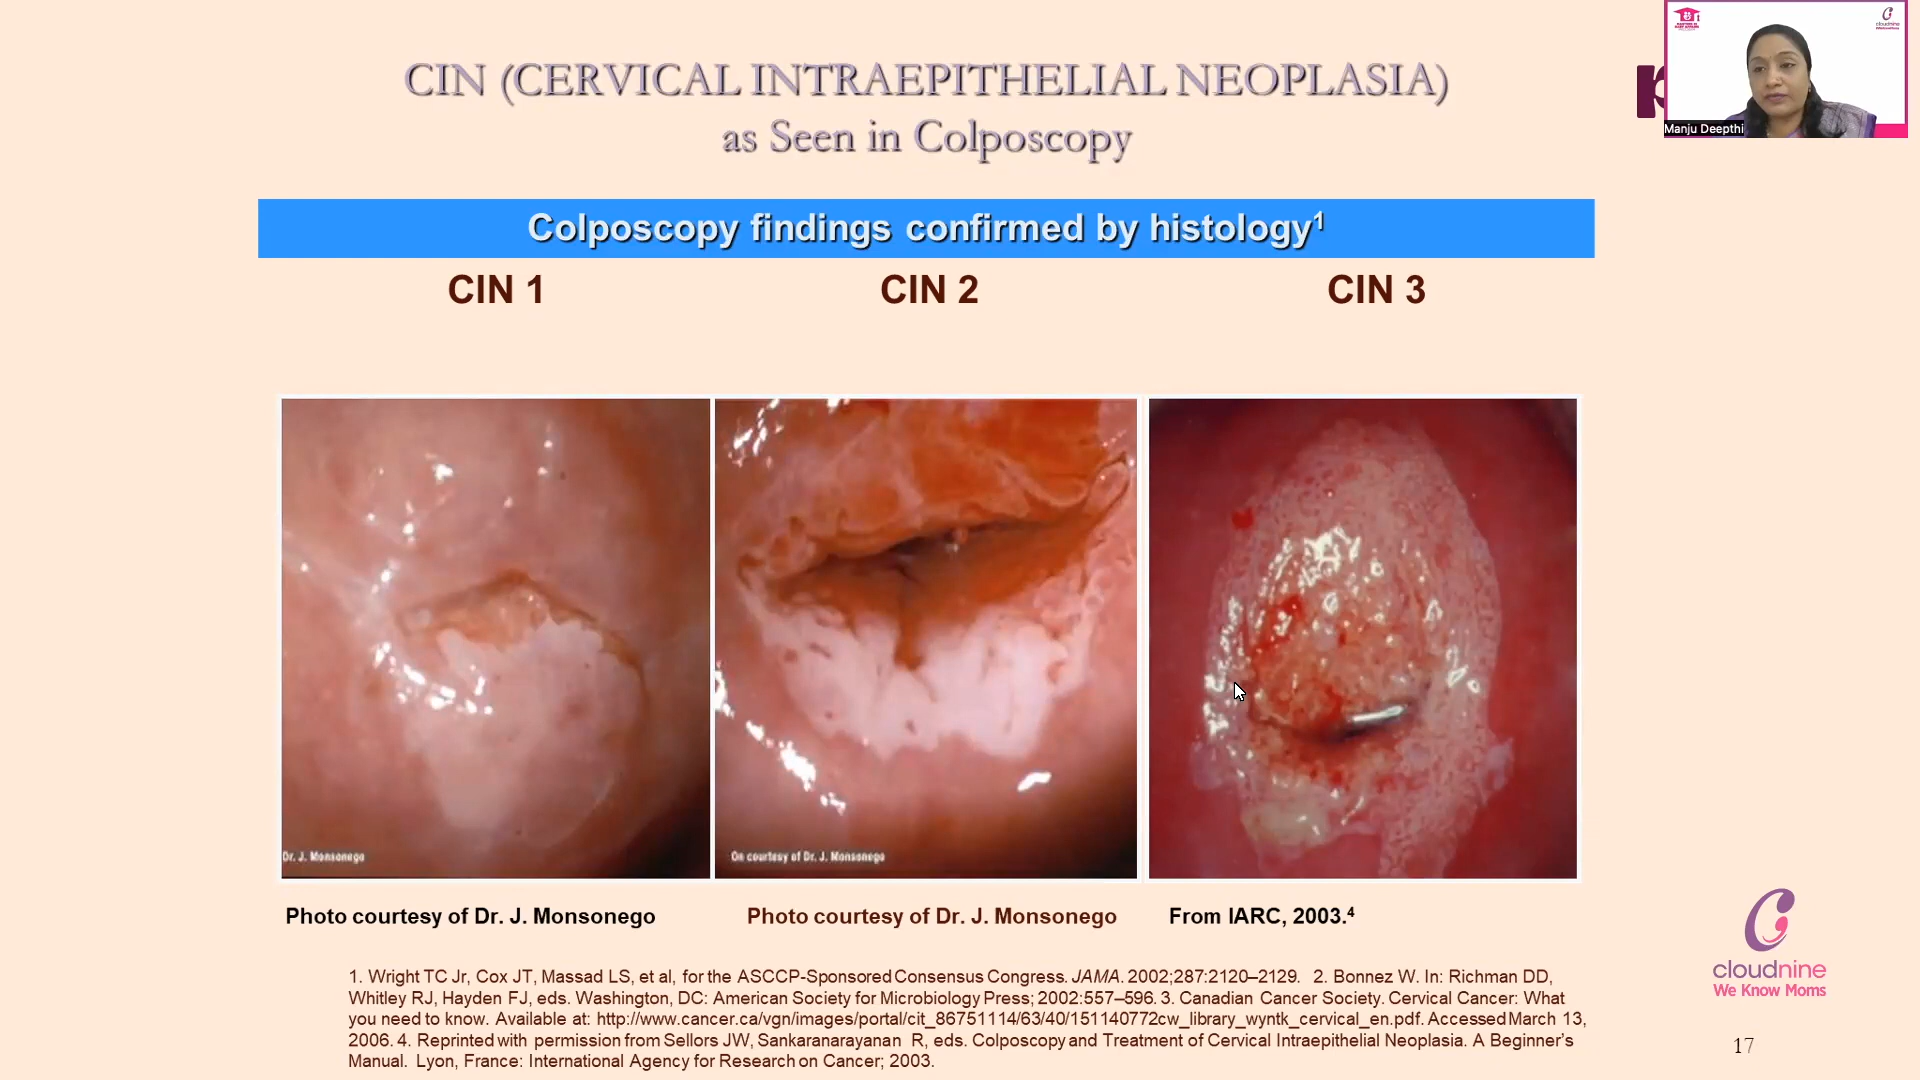 CIN (CERVICAL INTRAEPITHELIAL NEOPLASIA)
as Seen in Colposcopy
cloudnine
Manju Deepthi
Colposcopy findings confirmed by histology¹
CIN 1
CIN 2
CIN 3
Dr. J. Monsonego
On courtesy of Dr. J. Monsonego
Photo courtesy of Dr. J. Monsonego
Photo courtesy of Dr. J. Monsonego
From IARC, 2003.⁴
1. Wright TC Jr, Cox JT, Massad LS, et al, for the ASCCP-Sponsored Consensus Congress. JAMA. 2002;287:2120–2129. 2. Bonnez W. In: Richman DD,
Whitley RJ, Hayden FJ, eds. Washington, DC: American Society for Microbiology Press; 2002:557–596. 3. Canadian Cancer Society. Cervical Cancer: What
you need to know. Available at: http://www.cancer.ca/vgn/images/portal/cit_86751114/63/40/151140772cw_library_wyntk_cervical_en.pdf. Accessed March 13,
2006. 4. Reprinted with permission from Sellors JW, Sankaranarayanan R, eds. Colposcopy and Treatment of Cervical Intraepithelial Neoplasia. A Beginner’s
Manual. Lyon, France: International Agency for Research on Cancer; 2003.
cloudnine
We Know Moms
17